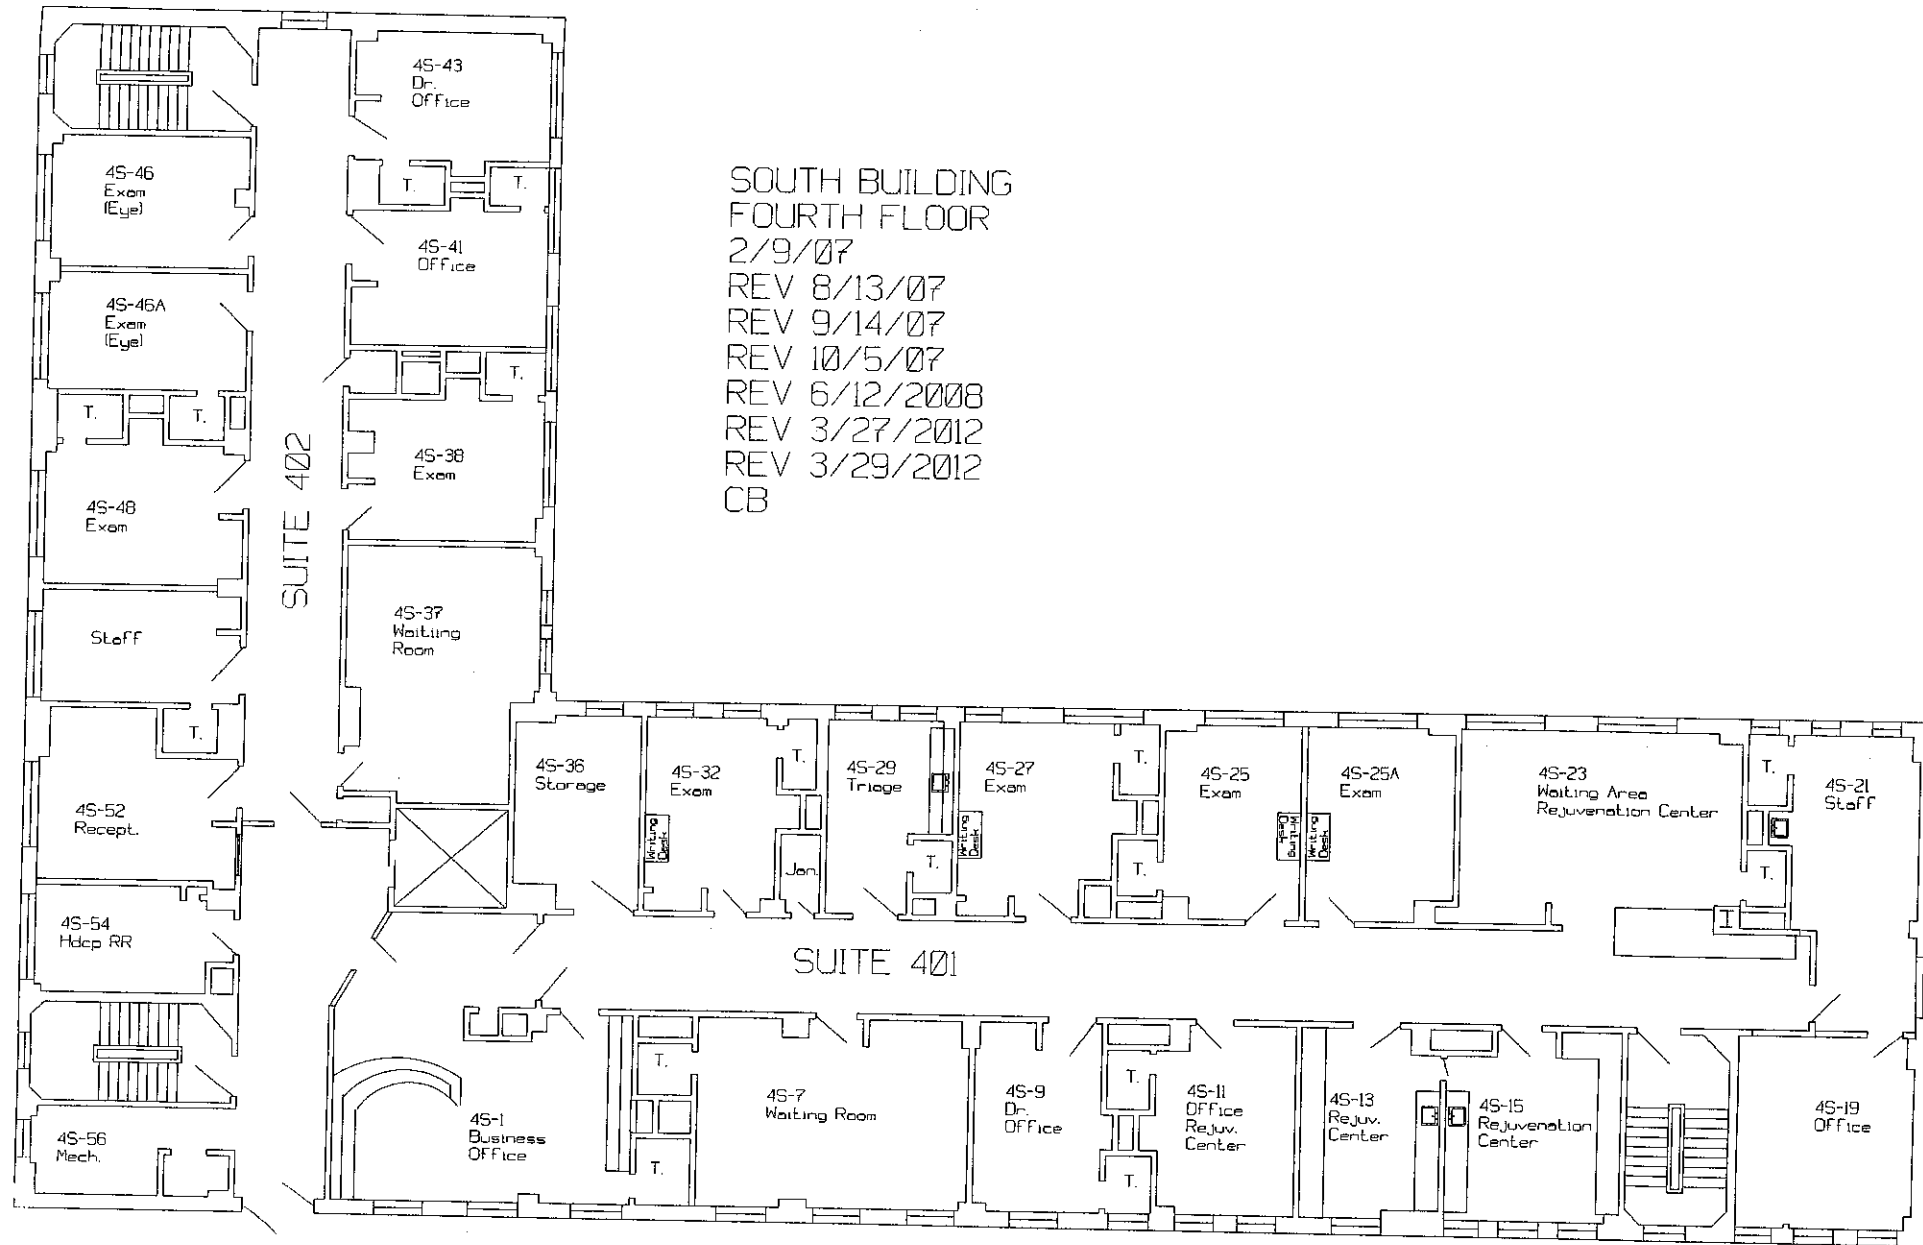 SOUTH BUILDING
FOURTH FLOOR
2/9/07
REV 8/13/07
REV 9/14/07
REV 10/5/07
REV 6/12/2008
REV 3/27/2012
REV 3/29/2012
CB
4S-43
Dr.
Office
4S-46
Exam
(Eye)
T.
T.
4S-41
Office
4S-46A
Exam
(Eye)
T.
T.
T.
4S-38
Exam
4S-48
Exam
SUITE 402
Staff
4S-37
Waitiing
Room
T.
4S-52
Recept.
4S-54
Hdcp RR
4S-56
Mech.
4S-36
Storage
4S-32
Exam
Writing
Desk
T.
Jan.
4S-29
Triage
T.
4S-27
Exam
Writing
Desk
T.
T.
4S-25
Exam
Writing
Desk
4S-25A
Exam
Writing
Desk
4S-23
Waiting Area
Rejuvenation Center
T.
T.
4S-21
Staff
SUITE 401
4S-1
Business
Office
T.
T.
4S-7
Waiting Room
4S-9
Dr.
Office
T.
T.
4S-11
Office
Rejuv.
Center
4S-13
Rejuv.
Center
4S-15
Rejuvenation
Center
4S-19
Office